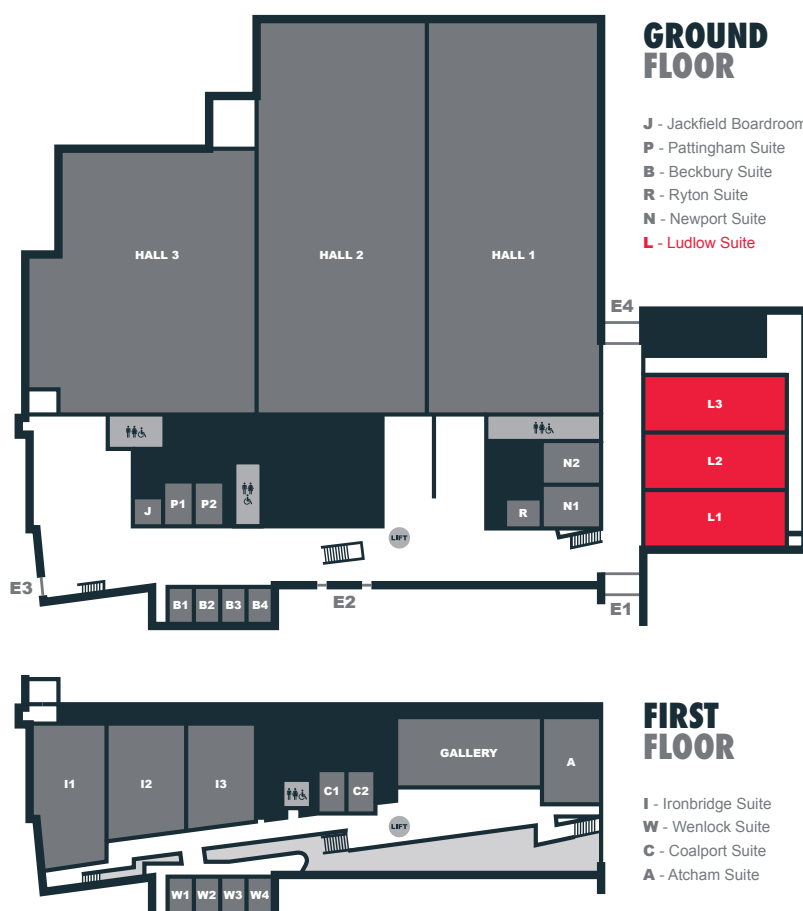 GROUND
FLOOR
J - Jackfield Boardroom
P - Pattingham Suite
B - Beckbury Suite
R - Ryton Suite
N - Newport Suite
L - Ludlow Suite
HALL 3
HALL 2
HALL 1
E4
L3
L2
L1
N2
N1
R
J
P1
P2
LIFT
E3
B1
B2
B3
B4
E2
E1
FIRST
FLOOR
I - Ironbridge Suite
W - Wenlock Suite
C - Coalport Suite
A - Atcham Suite
I1
I2
I3
C1
C2
GALLERY
A
LIFT
W1
W2
W3
W4